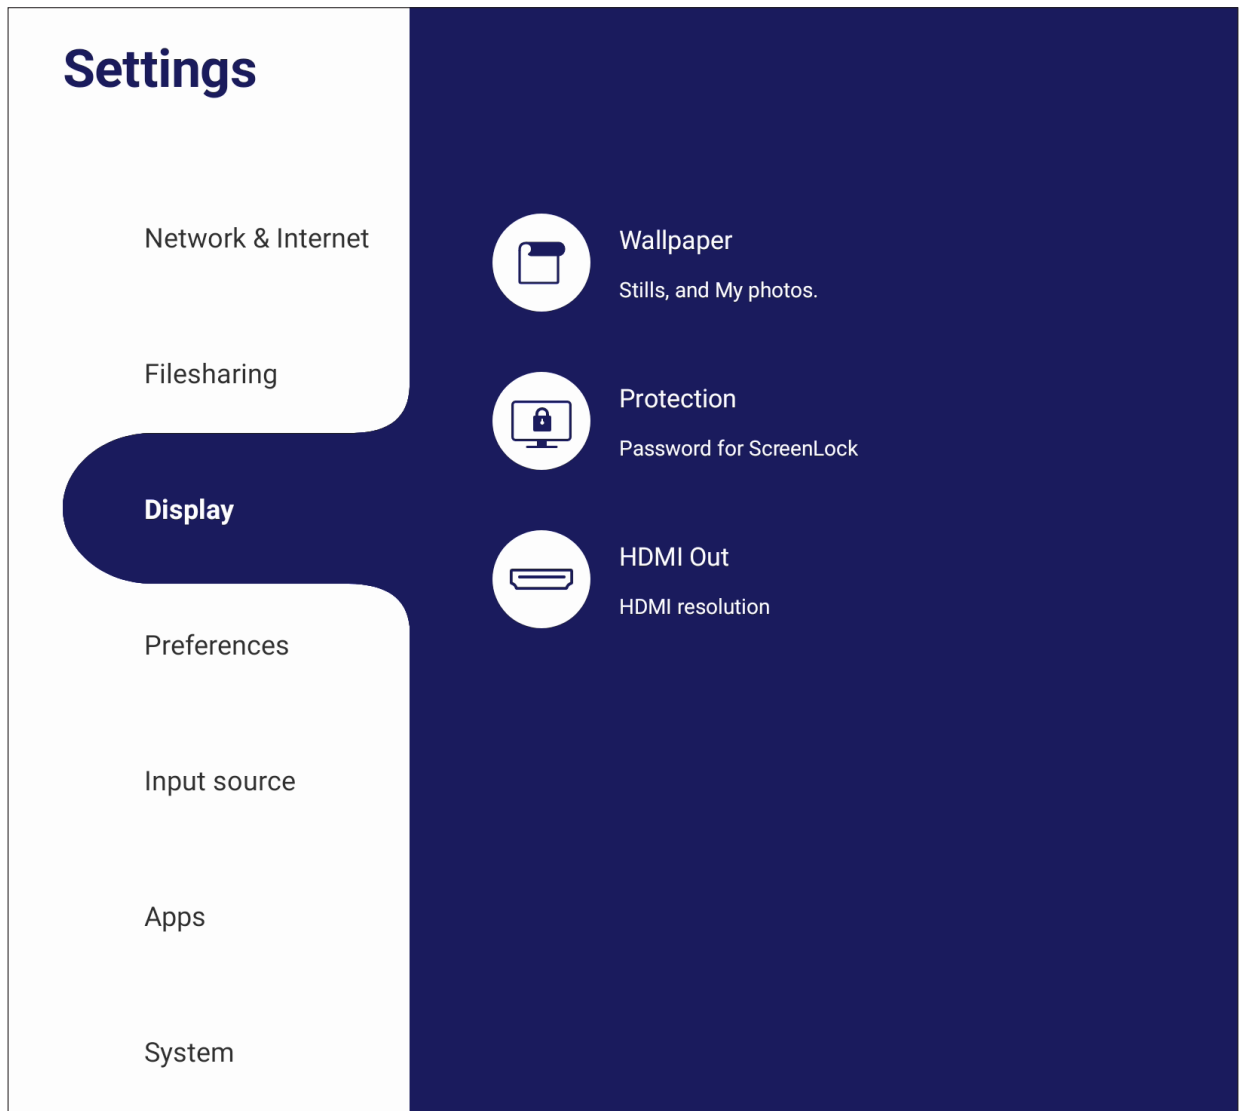 Settings
Network & Internet
Filesharing
Display
Preferences
Input source
Apps
System
Wallpaper
Stills, and My photos.
Protection
Password for ScreenLock
HDMI Out
HDMI resolution